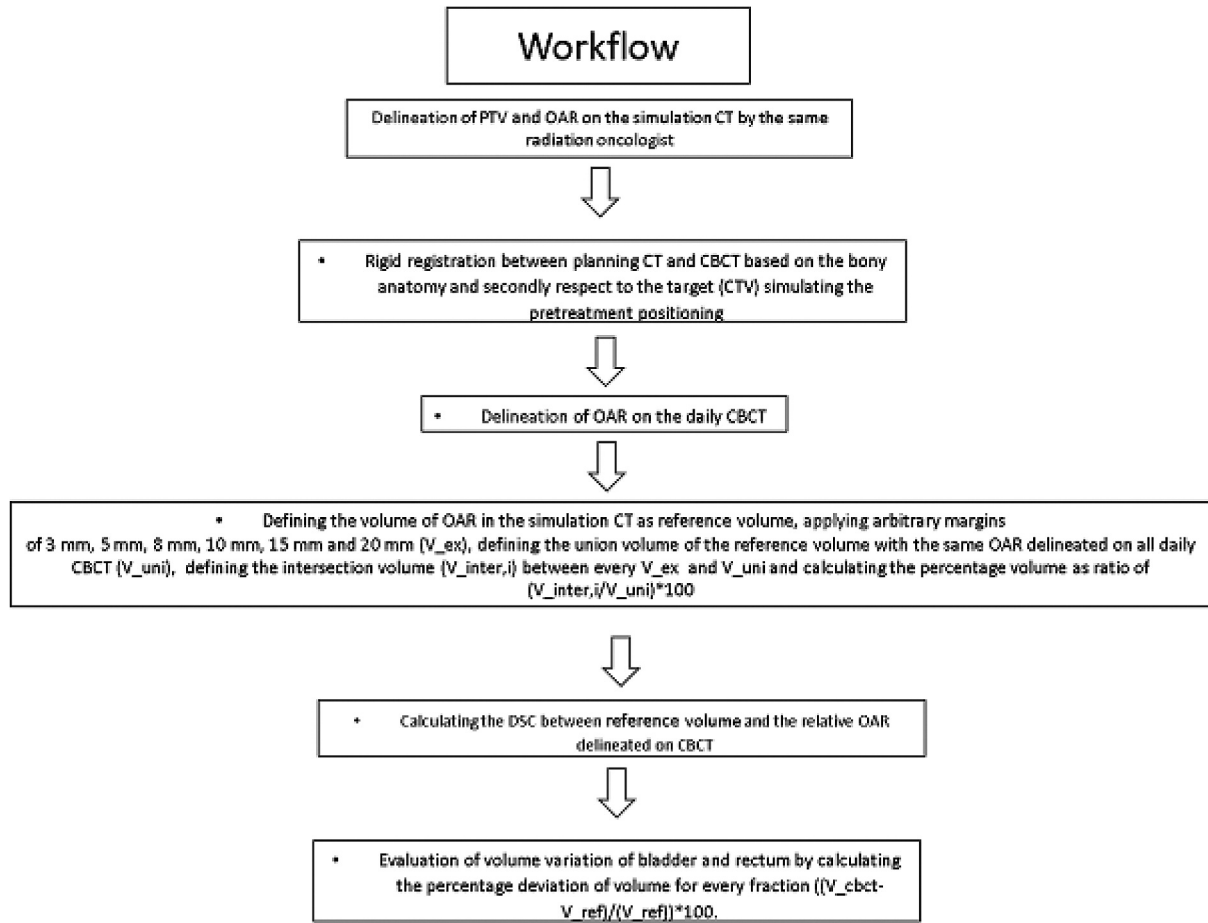 Workflow
Delineation of PTV and OAR on the simulation CT by the same
radiation oncologist
• Rigid registration between planning CT and CBCT based on the bony
anatomy and secondly respect to the target (CTV) simulating the
pretreatment positioning
• Delineation of OAR on the daily CBCT
• Defining the volume of OAR in the simulation CT as reference volume, applying arbitrary margins
of 3 mm, 5 mm, 8 mm, 10 mm, 15 mm and 20 mm (V_ex), defining the union volume of the reference volume with the same OAR delineated on all daily
CBCT (V_uni), defining the intersection volume (V_inter,i) between every V_ex and V_uni and calculating the percentage volume as ratio of
(V_inter,i/V_uni)*100
• Calculating the DSC between reference volume and the relative OAR
delineated on CBCT
• Evaluation of volume variation of bladder and rectum by calculating
the percentage deviation of volume for every fraction ((V_cbct-
V_ref)/(V_ref))*100.